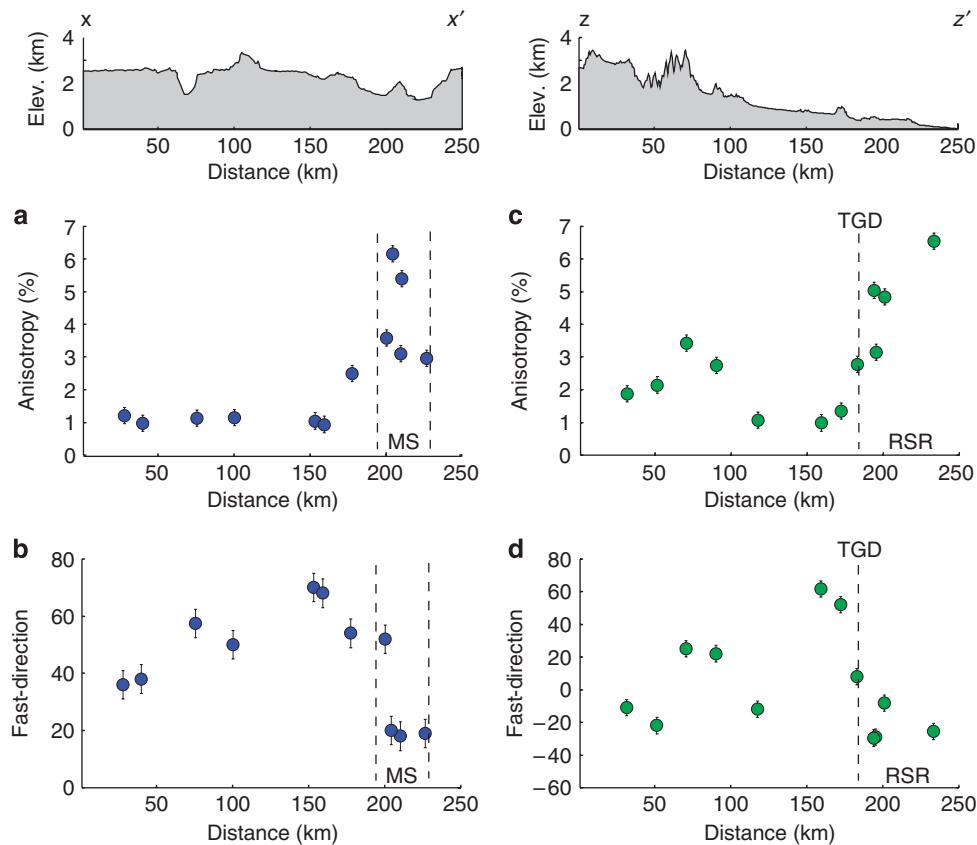 x x′
Elev. (km)
4
2
0
50 100 150 200 250
Distance (km)
z z′
Elev. (km)
4
2
0
50 100 150 200 250
Distance (km)
a
Anisotropy (%)
7
6
5
4
3
2
1
0
MS
50 100 150 200 250
Distance (km)
c
TGD
Anisotropy (%)
7
6
5
4
3
2
1
0
RSR
50 100 150 200 250
Distance (km)
b
Fast-direction
80
60
40
20
0
MS
50 100 150 200 250
Distance (km)
d
TGD
Fast-direction
80
60
40
20
0
−20
−40
−60
RSR
50 100 150 200 250
Distance (km)